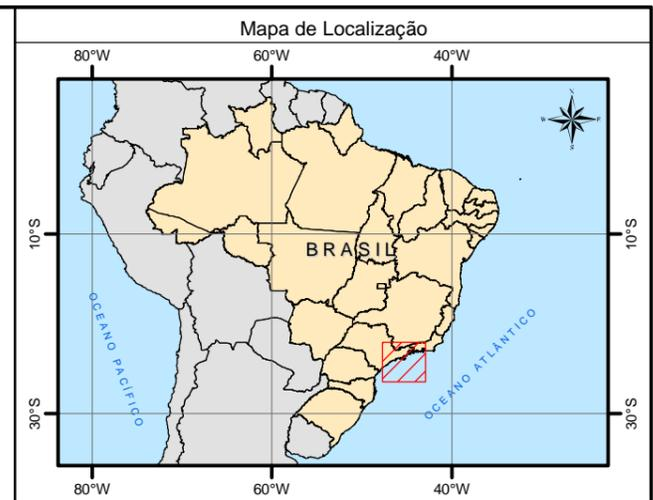 Mapa de Localização
80°W 60°W 40°W
N
W E
S
10°S 10°S
BRASIL
OCEANO PACÍFICO
OCEANO ATLÂNTICO
30°S 30°S
80°W 60°W 40°W